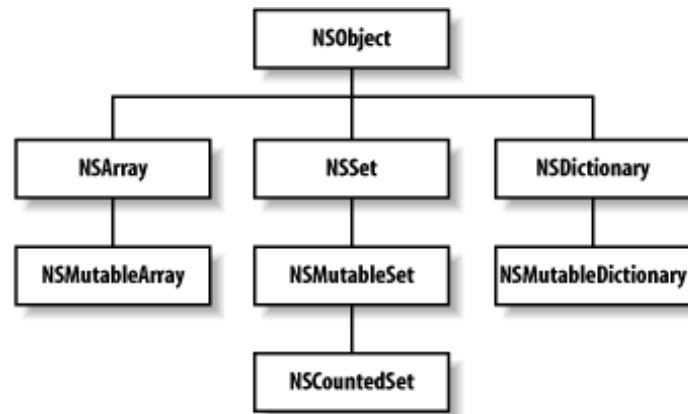 NSObject
NSArray
NSSet
NSDictionary
NSMutableArray
NSMutableSet
NSMutableDictionary
NSCountedSet